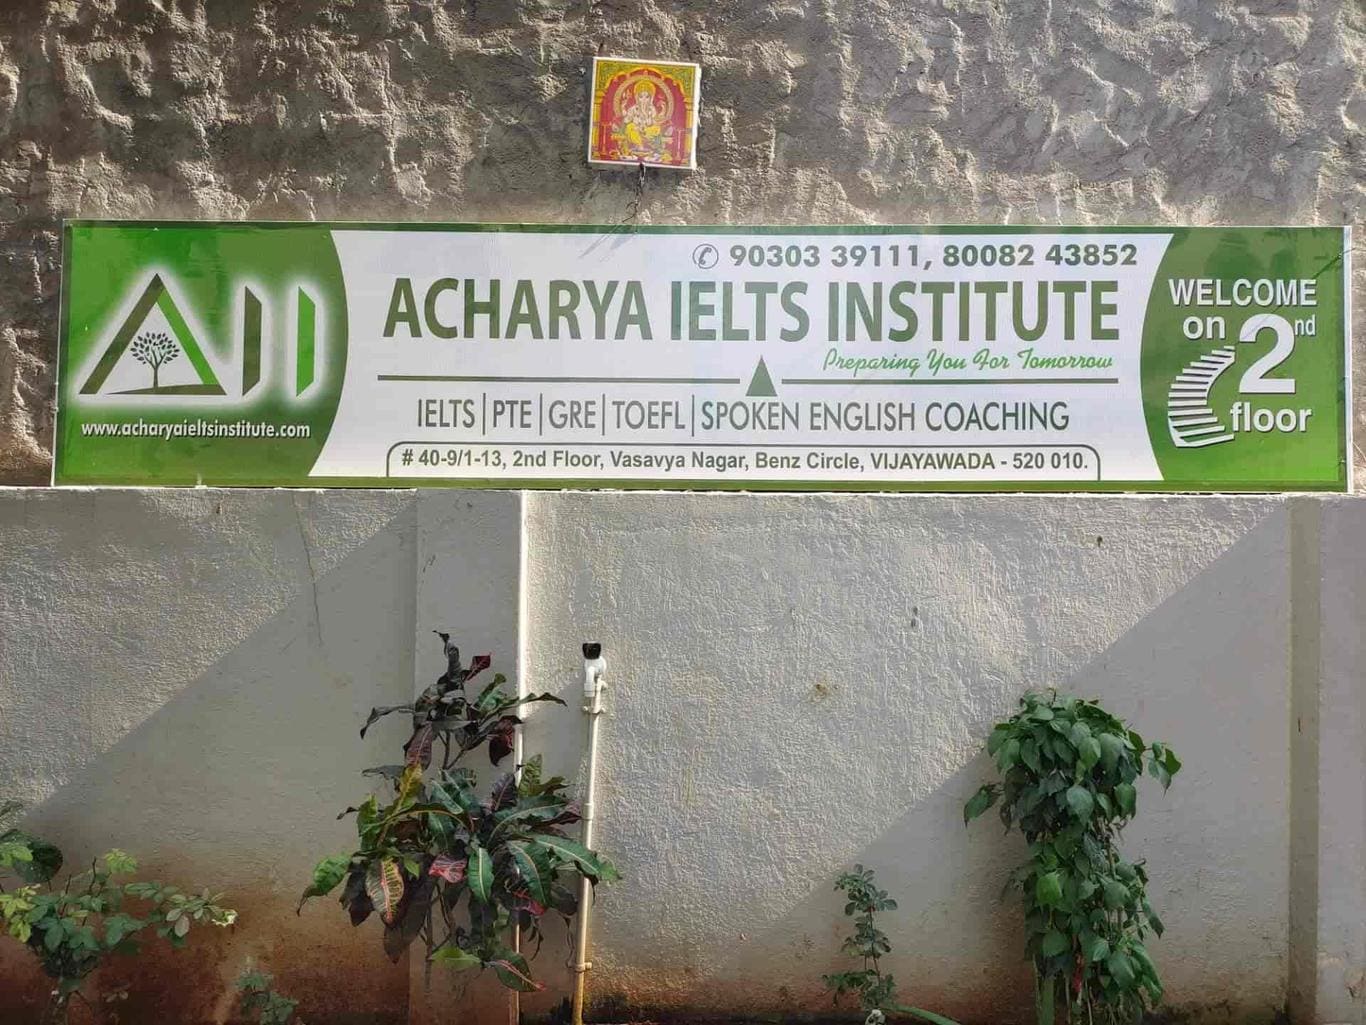 90303 39111, 80082 43852
ACHARYA IELTS INSTITUTE
Preparing You For Tomorrow
IELTS | PTE | GRE | TOEFL | SPOKEN ENGLISH COACHING
# 40-9/1-13, 2nd Floor, Vasavya Nagar, Benz Circle, VIJAYAWADA - 520 010.
AII
www.acharyaieltsinstitute.com
WELCOME
on 2nd
floor